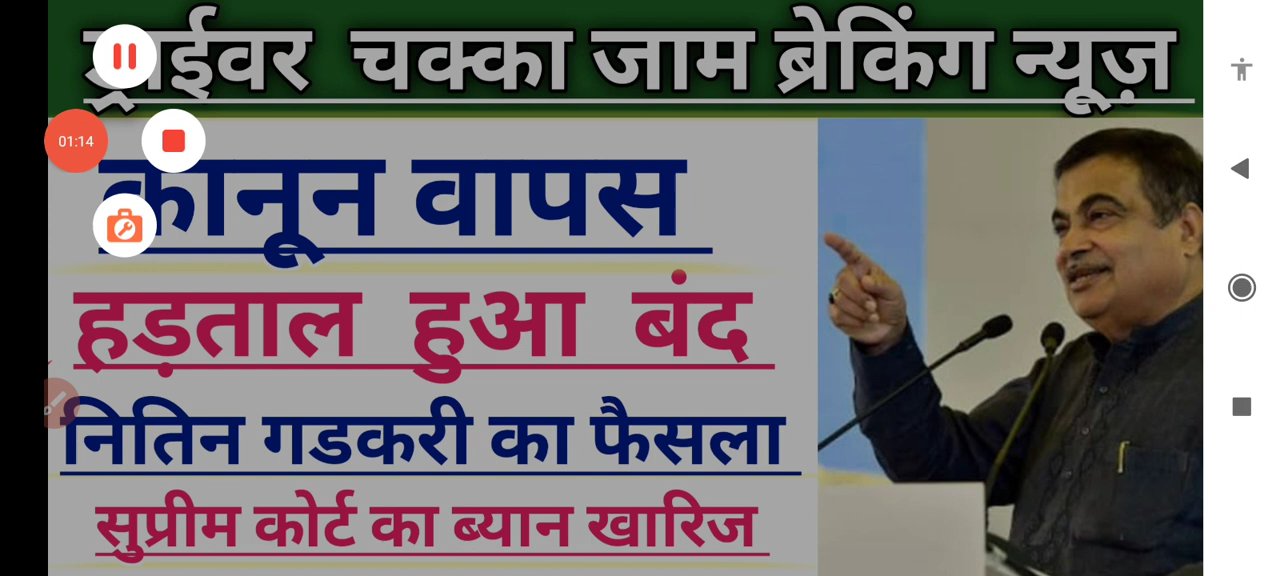 ड्राईवर चक्का जाम ब्रेकिंग न्यूज़
01:14
कानून वापस
हड़ताल हुआ बंद
नितिन गडकरी का फैसला
सुप्रीम कोर्ट का ब्यान खारिज